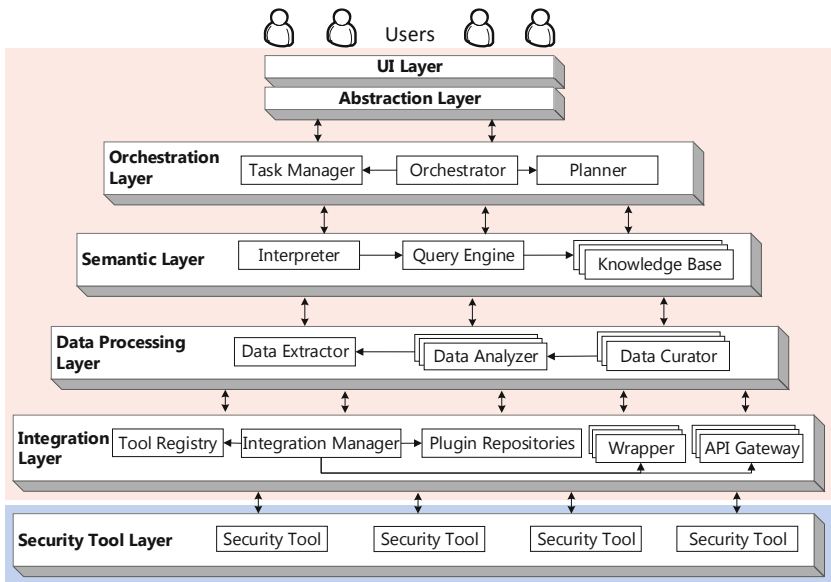 Users
UI Layer
Abstraction Layer
Orchestration
Layer
Task Manager
Orchestrator
Planner
Semantic Layer
Interpreter
Query Engine
Knowledge Base
Data Processing
Layer
Data Extractor
Data Analyzer
Data Curator
Integration
Layer
Tool Registry
Integration Manager
Plugin Repositories
Wrapper
API Gateway
Security Tool Layer
Security Tool
Security Tool
Security Tool
Security Tool